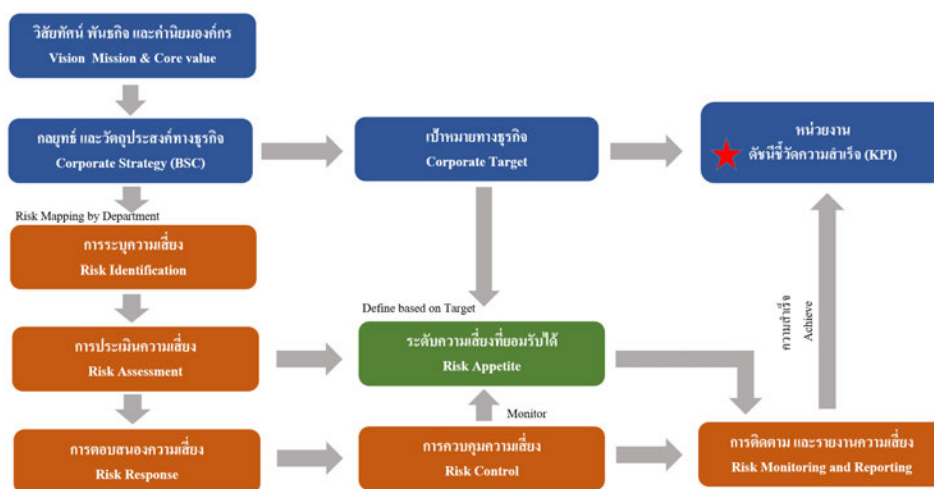 วิสัยทัศน์ พันธกิจ และค่านิยมองค์กร
Vision Mission & Core value
กลยุทธ์ และวัตถุประสงค์ทางธุรกิจ
Corporate Strategy (BSC)
เป้าหมายทางธุรกิจ
Corporate Target
หน่วยงาน
ดัชนีชี้วัดความสำเร็จ (KPI)
Risk Mapping by Department
การระบุความเสี่ยง
Risk Identification
Define based on Target
ความสำเร็จ
Achieve
การประเมินความเสี่ยง
Risk Assessment
ระดับความเสี่ยงที่ยอมรับได้
Risk Appetite
Monitor
การตอบสนองความเสี่ยง
Risk Response
การควบคุมความเสี่ยง
Risk Control
การติดตาม และรายงานความเสี่ยง
Risk Monitoring and Reporting